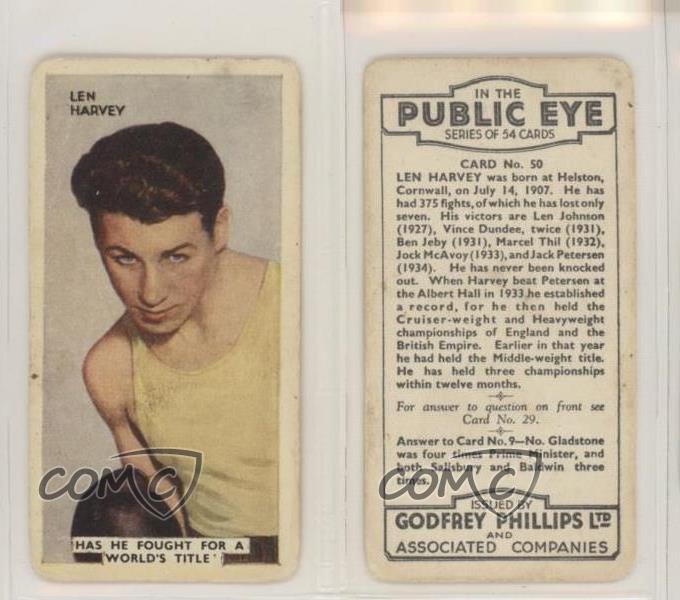 LEN
HARVEY
HAS HE FOUGHT FOR A
WORLD'S TITLE?
IN THE
PUBLIC EYE
SERIES OF 54 CARDS
CARD No. 50
LEN HARVEY was born at Helston,
Cornwall, on July 14, 1907. He has
had 375 fights, of which he has lost only
seven. His victors are Len Johnson
(1927), Vince Dundee, twice (1931),
Ben Jeby (1931), Marcel Thil (1932),
Jock McAvoy (1933), and Jack Petersen
(1934). He has never been knocked
out. When Harvey beat Petersen at
the Albert Hall in 1933 he established
a record, for he then held the
Cruiser-weight and Heavyweight
championships of England and the
British Empire. Earlier in that year
he had held the Middle-weight title.
He has held three championships
within twelve months.
For answer to question on front see
Card No. 29.
Answer to Card No. 9—No. Gladstone
was four times Prime Minister, and
both Salisbury and Baldwin three
times.
ISSUED BY
GODFREY PHILLIPS LTD
AND
ASSOCIATED COMPANIES
COMC
COMC